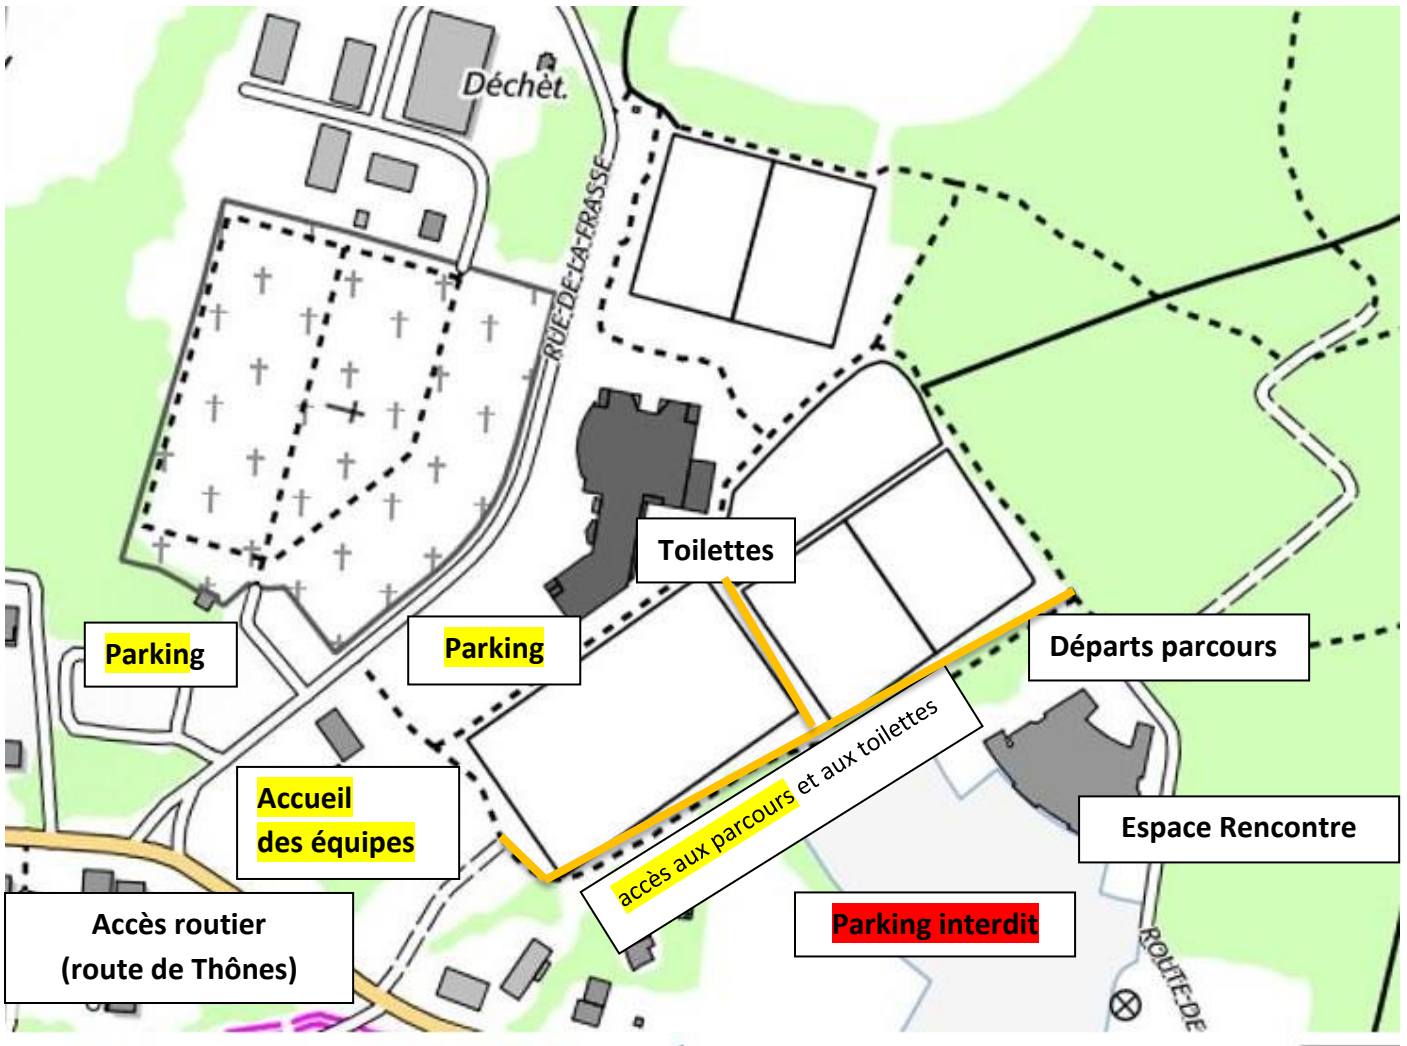 Déchèt.
RUE DE LA FRASSE
Toilettes
Parking
Parking
Départs parcours
accès aux parcours et aux toilettes
Accueil
des équipes
Espace Rencontre
Accès routier
(route de Thônes)
Parking interdit
ROUTE DE